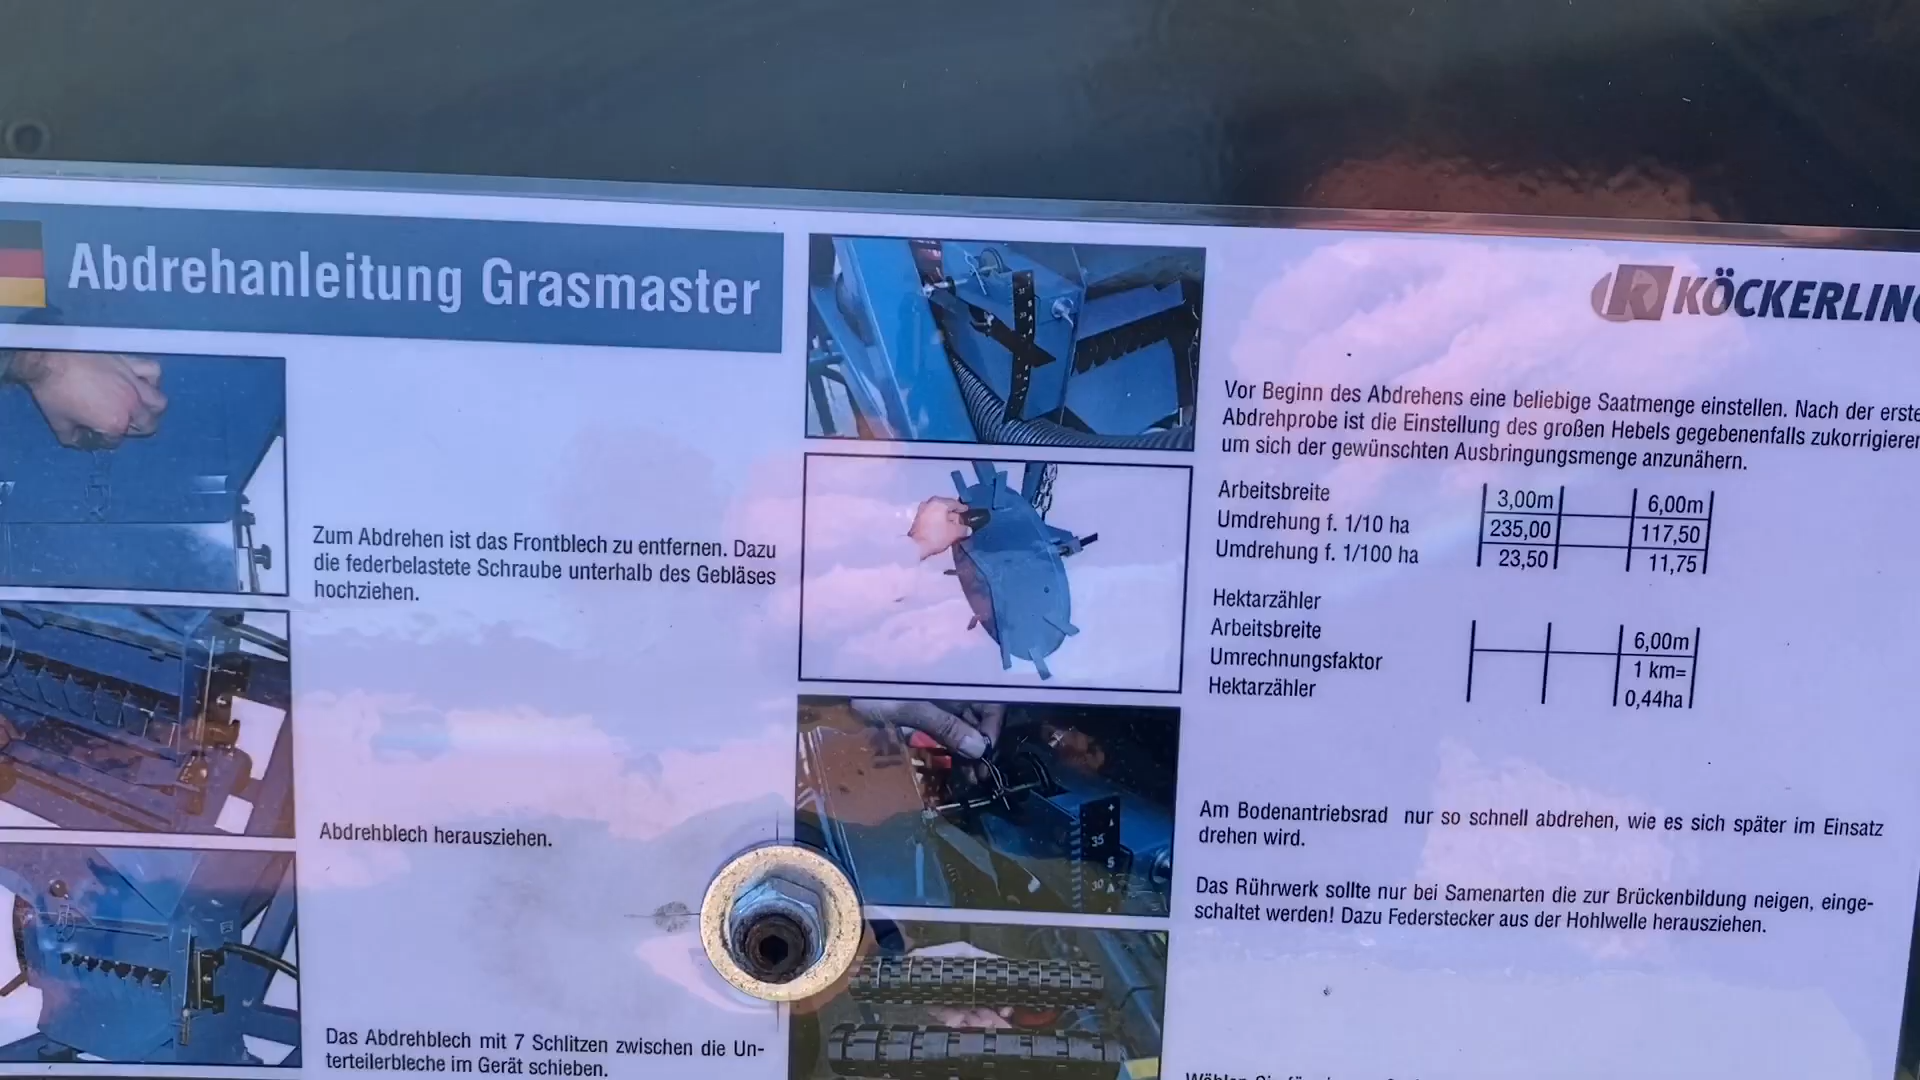 Abdrehanleitung Grasmaster
Zum Abdrehen ist das Frontblech zu entfernen. Dazu
die federbelastete Schraube unterhalb des Gebläses
hochziehen.
Abdrehblech herausziehen.
Das Abdrehblech mit 7 Schlitzen zwischen die Un-
terteilerbleche im Gerät schieben.
35
S
30
KÖCKERLING
Vor Beginn des Abdrehens eine beliebige Saatmenge einstellen. Nach der erste
Abdrehprobe ist die Einstellung des großen Hebels gegebenenfalls zukorrigieren
um sich der gewünschten Ausbringungsmenge anzunähern.
Arbeitsbreite 3,00m 6,00m
Umdrehung f. 1/10 ha 235,00 117,50
Umdrehung f. 1/100 ha 23,50 11,75
Hektarzähler
Arbeitsbreite 6,00m
Umrechnungsfaktor 1 km=
Hektarzähler 0,44ha
Am Bodenantriebsrad nur so schnell abdrehen, wie es sich später im Einsatz
drehen wird.
Das Rührwerk sollte nur bei Samenarten die zur Brückenbildung neigen, einge-
schaltet werden! Dazu Federstecker aus der Hohlwelle herausziehen.